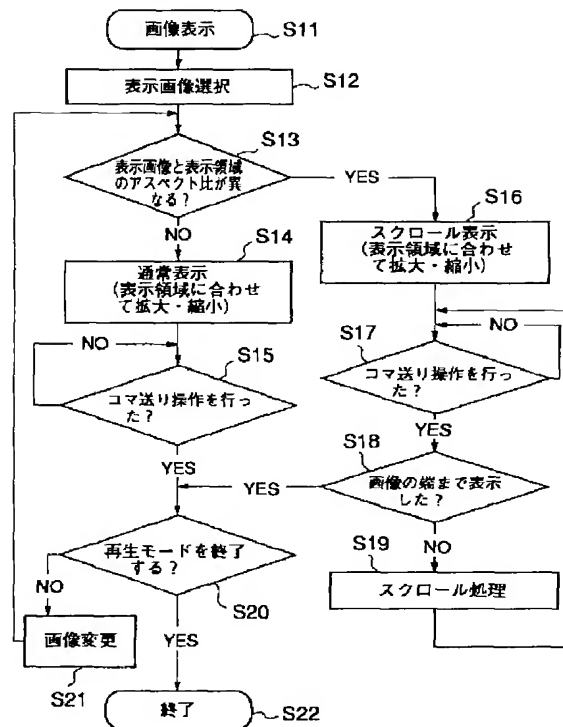 画像表示
S11
表示画像選択
S12
S13
表示画像と表示領域
のアスペクト比が異
なる?
YES
NO
S14
通常表示
(表示領域に合わせ
て拡大・縮小)
S16
スクロール表示
(表示領域に合わせ
て拡大・縮小)
NO
S15
コマ送り操作を行っ
た?
YES
S17
NO
コマ送り操作を行っ
た?
YES
S18
画像の端まで表示
した?
YES
NO
S19
スクロール処理
再生モードを終了
する?
S20
NO
YES
画像変更
S21
終了
S22